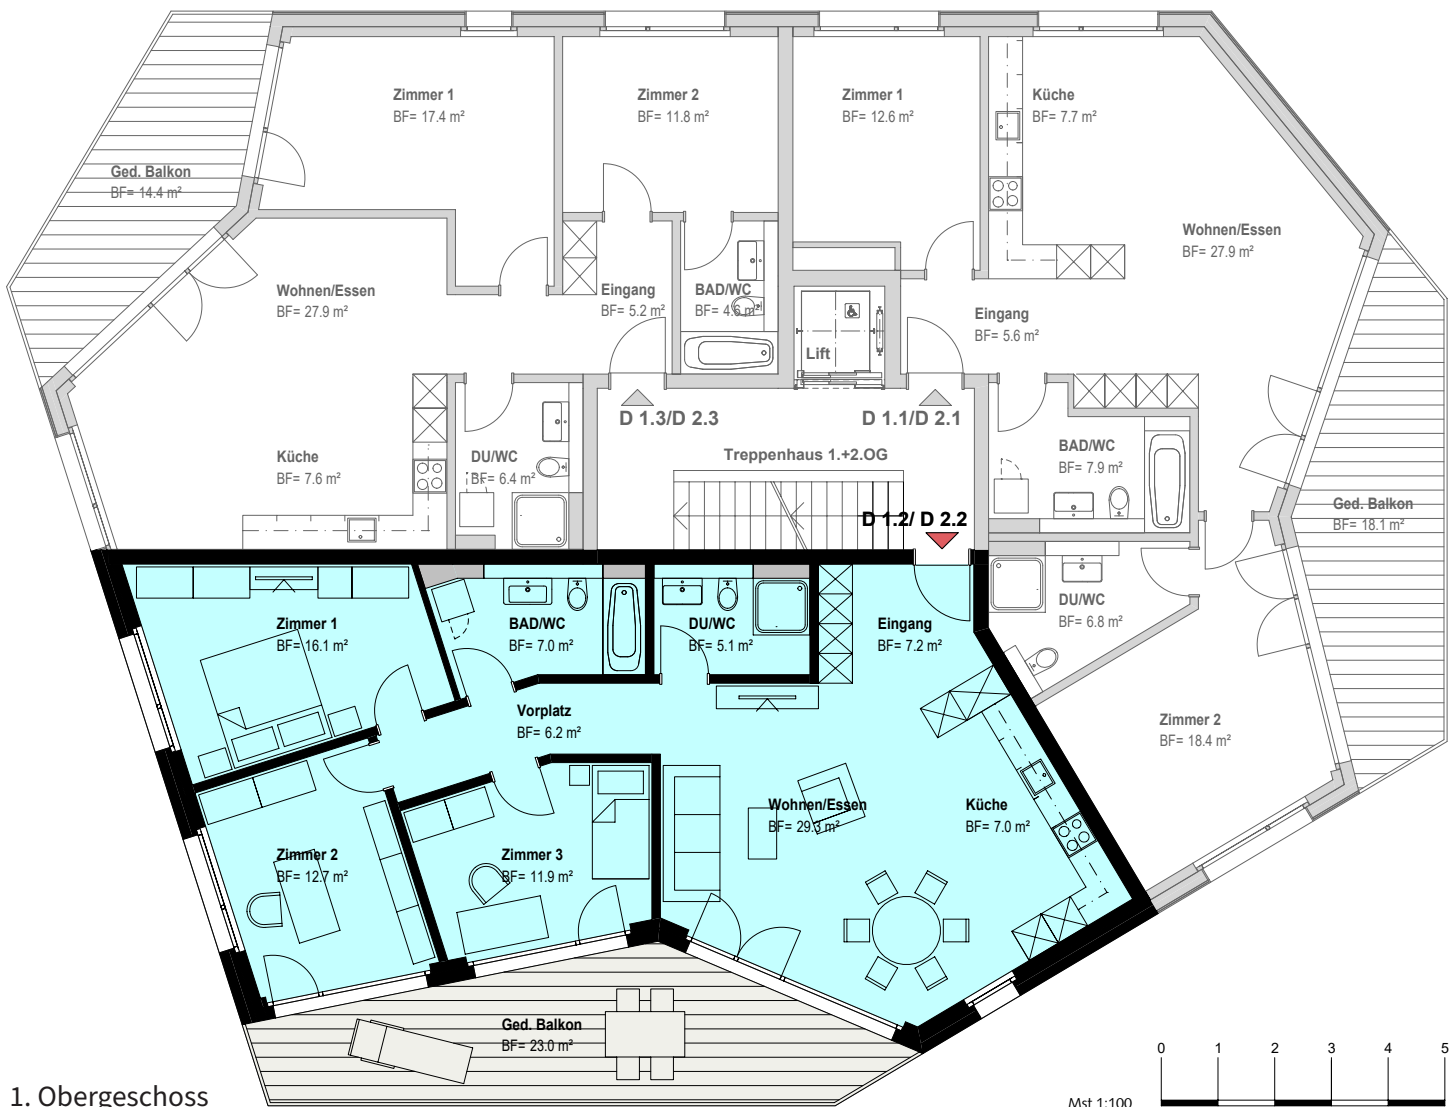 Zimmer 1
BF= 17.4 m²
Zimmer 2
BF= 11.8 m²
Zimmer 1
BF= 12.6 m²
Küche
BF= 7.7 m²
Ged. Balkon
BF= 14.4 m²
Wohnen/Essen
BF= 27.9 m²
Wohnen/Essen
BF= 27.9 m²
Eingang
BF= 5.2 m²
BAD/WC
BF= 4.6 m²
Eingang
BF= 5.6 m²
Lift
D 1.3/D 2.3
D 1.1/D 2.1
Küche
BF= 7.6 m²
DU/WC
BF= 6.4 m²
Treppenhaus 1.+2.OG
BAD/WC
BF= 7.9 m²
Ged. Balkon
BF= 18.1 m²
D 1.2/ D 2.2
DU/WC
BF= 6.8 m²
Zimmer 1
BF= 16.1 m²
BAD/WC
BF= 7.0 m²
DU/WC
BF= 5.1 m²
Eingang
BF= 7.2 m²
Vorplatz
BF= 6.2 m²
Zimmer 2
BF= 18.4 m²
Wohnen/Essen
BF= 29.3 m²
Küche
BF= 7.0 m²
Zimmer 2
BF= 12.7 m²
Zimmer 3
BF= 11.9 m²
Ged. Balkon
BF= 23.0 m²
0 1 2 3 4 5
Mst 1:100
1. Obergeschoss